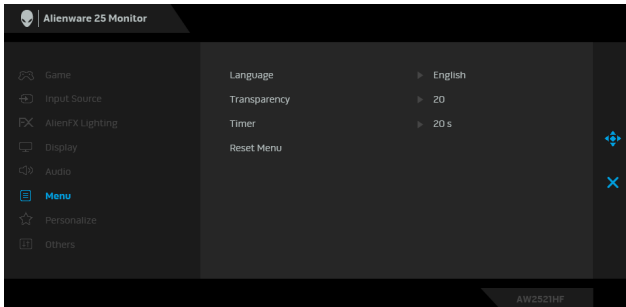 Alienware 25 Monitor
Game
Input Source
FX AlienFX Lighting
Display
Audio
Menu
Personalize
Others
Language English
Transparency 20
Timer 20 s
Reset Menu
AW2521HF